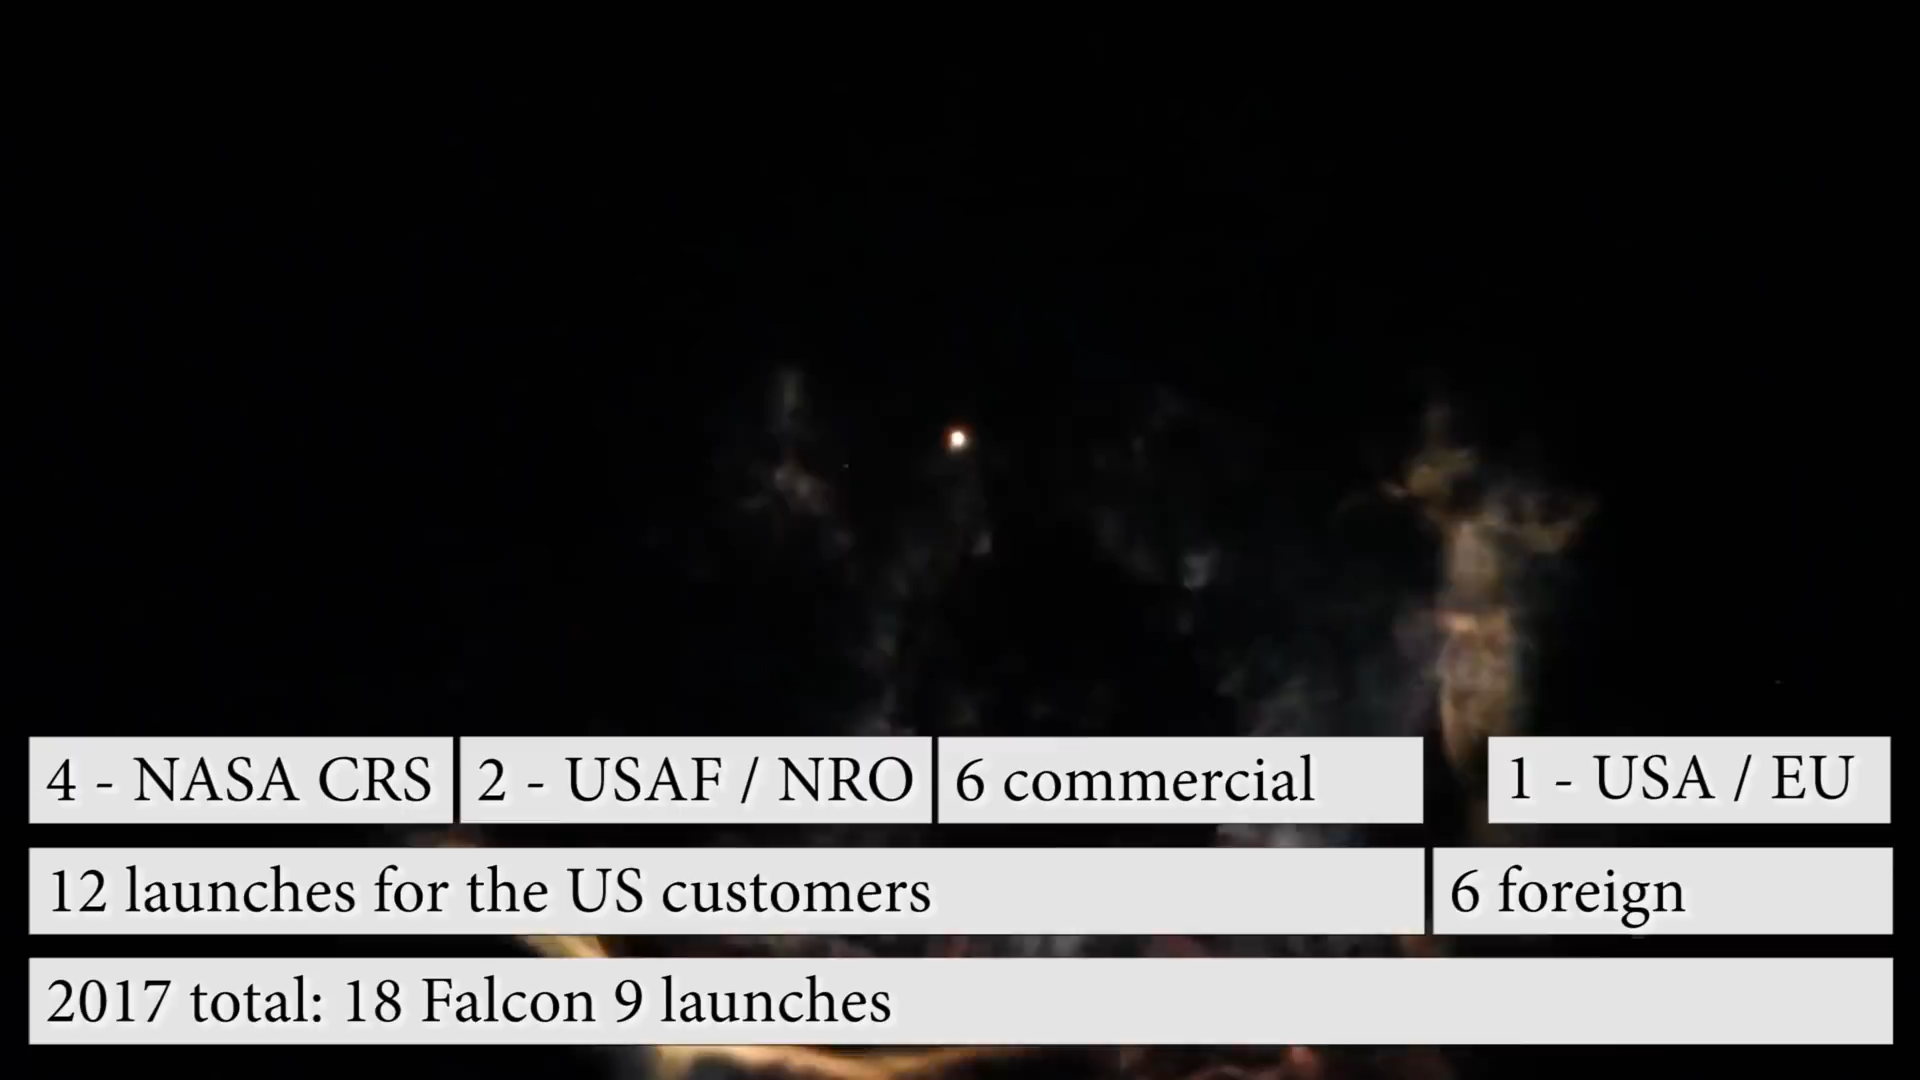 4 - NASA CRS
2 - USAF / NRO
6 commercial
1 - USA / EU
12 launches for the US customers
6 foreign
2017 total: 18 Falcon 9 launches